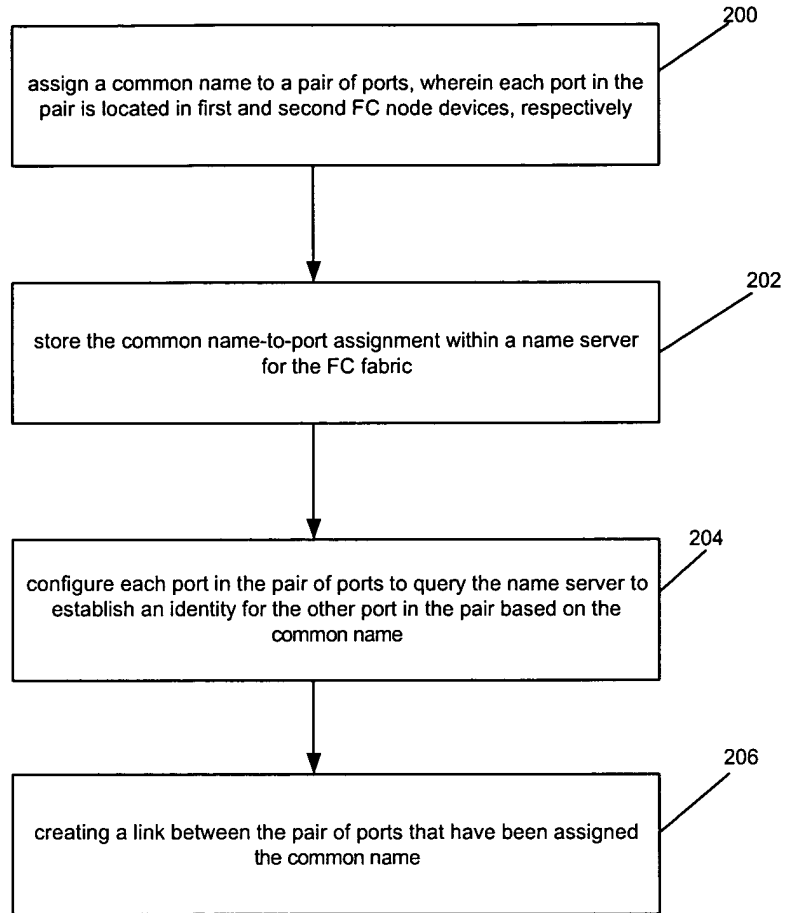 200
assign a common name to a pair of ports, wherein each port in the
pair is located in first and second FC node devices, respectively
202
store the common name-to-port assignment within a name server
for the FC fabric
204
configure each port in the pair of ports to query the name server to
establish an identity for the other port in the pair based on the
common name
206
creating a link between the pair of ports that have been assigned
the common name